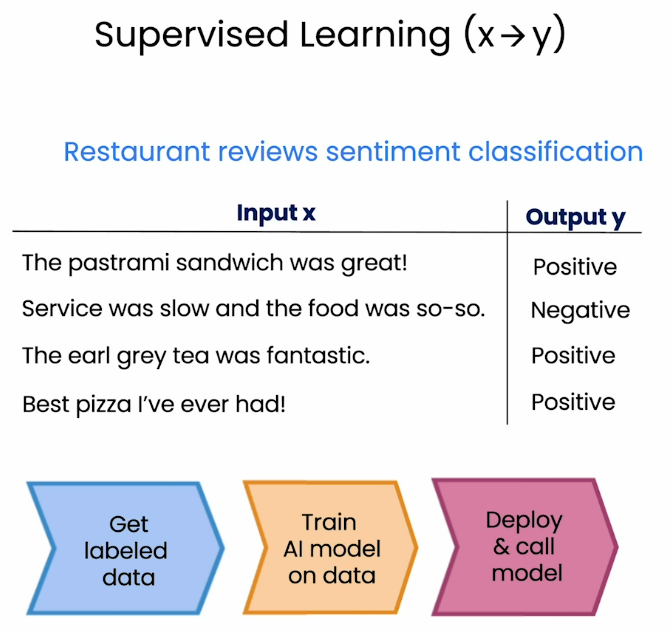 Supervised Learning (x→y)
Restaurant reviews sentiment classification
Input x Output y
The pastrami sandwich was great! Positive
Service was slow and the food was so-so. Negative
The earl grey tea was fantastic. Positive
Best pizza I've ever had! Positive
Get
labeled
data
Train
AI model
on data
Deploy
& call
model